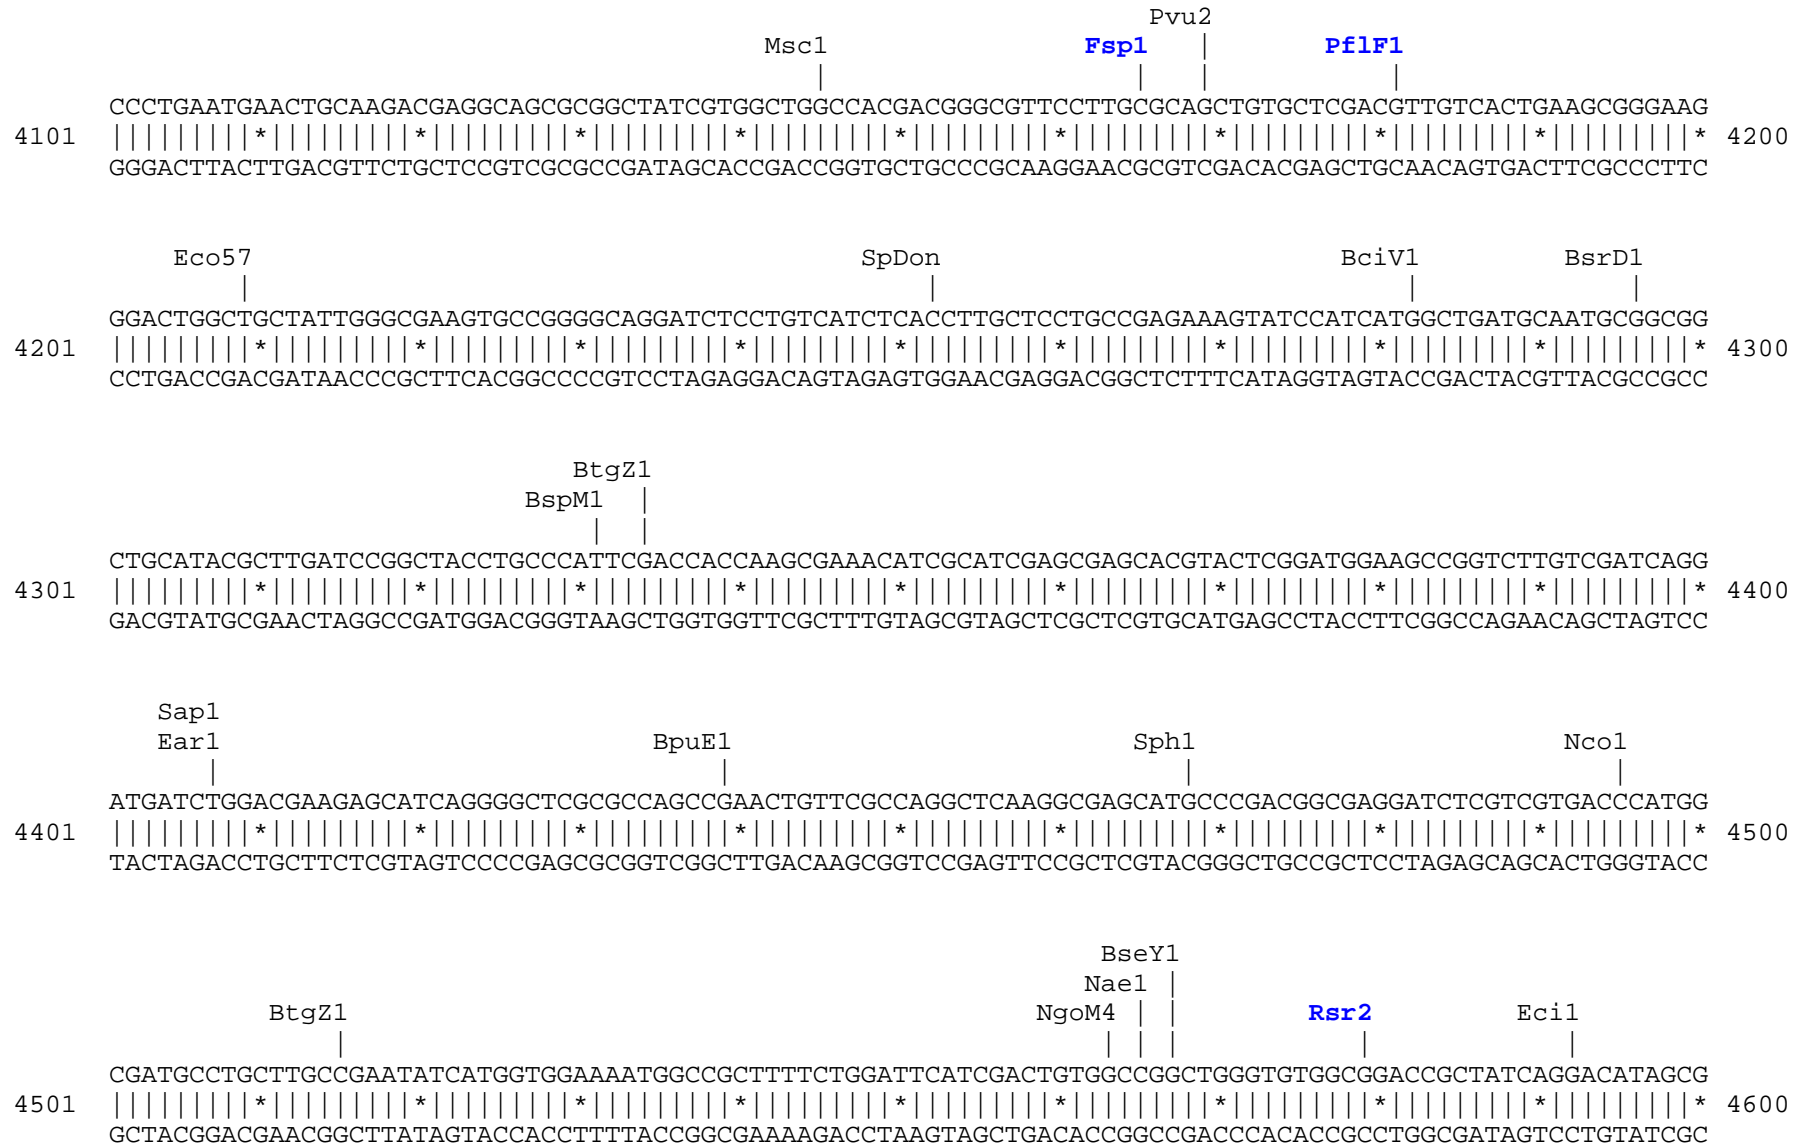 Pvu2
Msc1 Fsp1 | PflF1
| | | |
CCCTGAATGAACTGCAAGACGAGGCAGCGCGGCTATCGTGGCTGGCCACGACGGGCGTTCCTTGCGCAGCTGTGCTCGACGTTGTCACTGAAGCGGGAAG
4101 |||||||||*|||||||||*|||||||||*|||||||||*|||||||||*|||||||||*|||||||||*|||||||||*|||||||||*|||||||||* 4200
GGGACTTACTTGACGTTCTGCTCCGTCGCGCCGATAGCACCGACCGGTGCTGCCCGCAAGGAACGCGTCGACACGAGCTGCAACAGTGACTTCGCCCTTC
Eco57 SpDon BciV1 BsrD1
| | | |
GGACTGGCTGCTATTGGGCGAAGTGCCGGGGCAGGATCTCCTGTCATCTCACCTTGCTCCTGCCGAGAAAGTATCCATCATGGCTGATGCAATGCGGCGG
4201 |||||||||*|||||||||*|||||||||*|||||||||*|||||||||*|||||||||*|||||||||*|||||||||*|||||||||*|||||||||* 4300
CCTGACCGACGATAACCCGCTTCACGGCCCCGTCCTAGAGGACAGTAGAGTGGAACGAGGACGGCTCTTTCATAGGTAGTACCGACTACGTTACGCCGCC
BtgZ1
BspM1 |
| |
CTGCATACGCTTGATCCGGCTACCTGCCCATTCGACCACCAAGCGAAACATCGCATCGAGCGAGCACGTACTCGGATGGAAGCCGGTCTTGTCGATCAGG
4301 |||||||||*|||||||||*|||||||||*|||||||||*|||||||||*|||||||||*|||||||||*|||||||||*|||||||||*|||||||||* 4400
GACGTATGCGAACTAGGCCGATGGACGGGTAAGCTGGTGGTTCGCTTTGTAGCGTAGCTCGCTCGTGCATGAGCCTACCTTCGGCCAGAACAGCTAGTCC
Sap1
Ear1 BpuE1 Sph1 Nco1
| | | |
ATGATCTGGACGAAGAGCATCAGGGGCTCGCGCCAGCCGAACTGTTCGCCAGGCTCAAGGCGAGCATGCCCGACGGCGAGGATCTCGTCGTGACCCATGG
4401 |||||||||*|||||||||*|||||||||*|||||||||*|||||||||*|||||||||*|||||||||*|||||||||*|||||||||*|||||||||* 4500
TACTAGACCTGCTTCTCGTAGTCCCCGAGCGCGGTCGGCTTGACAAGCGGTCCGAGTTCCGCTCGTACGGGCTGCCGCTCCTAGAGCAGCACTGGGTACC
BseY1
Nae1 |
BtgZ1 NgoM4 | | Rsr2 Eci1
| | | | | |
CGATGCCTGCTTGCCGAATATCATGGTGGAAAATGGCCGCTTTTCTGGATTCATCGACTGTGGCCGGCTGGGTGTGGCGGACCGCTATCAGGACATAGCG
4501 |||||||||*|||||||||*|||||||||*|||||||||*|||||||||*|||||||||*|||||||||*|||||||||*|||||||||*|||||||||* 4600
GCTACGGACGAACGGCTTATAGTACCACCTTTTACCGGCGAAAAGACCTAAGTAGCTGACACCGGCCGACCCACACCGCCTGGCGATAGTCCTGTATCGC